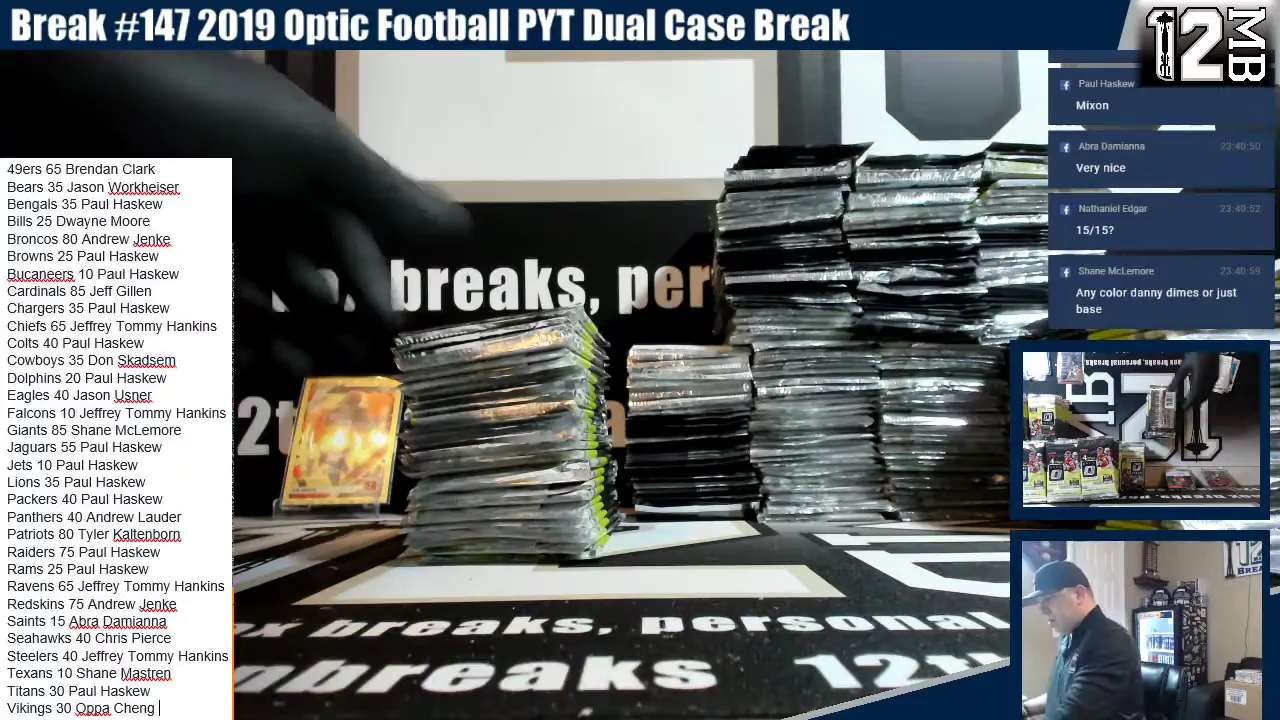 Break #147 2019 Optic Football PYT Dual Case Break
12 MB
49ers 65 Brendan Clark
Bears 35 Jason Workheiser
Bengals 35 Paul Haskew
Bills 25 Dwayne Moore
Broncos 80 Andrew Jenke
Browns 25 Paul Haskew
Bucaneers 10 Paul Haskew
Cardinals 85 Jeff Gillen
Chargers 35 Paul Haskew
Chiefs 65 Jeffrey Tommy Hankins
Colts 40 Paul Haskew
Cowboys 35 Don Skadsem
Dolphins 20 Paul Haskew
Eagles 40 Jason Usner
Falcons 10 Jeffrey Tommy Hankins
Giants 85 Shane McLemore
Jaguars 55 Paul Haskew
Jets 10 Paul Haskew
Lions 35 Paul Haskew
Packers 40 Paul Haskew
Panthers 40 Andrew Lauder
Patriots 80 Tyler Kaltenborn
Raiders 75 Paul Haskew
Rams 25 Paul Haskew
Ravens 65 Jeffrey Tommy Hankins
Redskins 75 Andrew Jenke
Saints 15 Abra Damianna
Seahawks 40 Chris Pierce
Steelers 40 Jeffrey Tommy Hankins
Texans 10 Shane Mastren
Titans 30 Paul Haskew
Vikings 30 Oppa Cheng
breaks, per
12t
ox breaks, personal
nbreaks 12th
Paul Haskew
Mixon
Abra Damianna 23:40:50
Very nice
Nathaniel Edgar 23:40:52
15/15?
Shane McLemore 23:40:59
Any color danny dimes or just
base